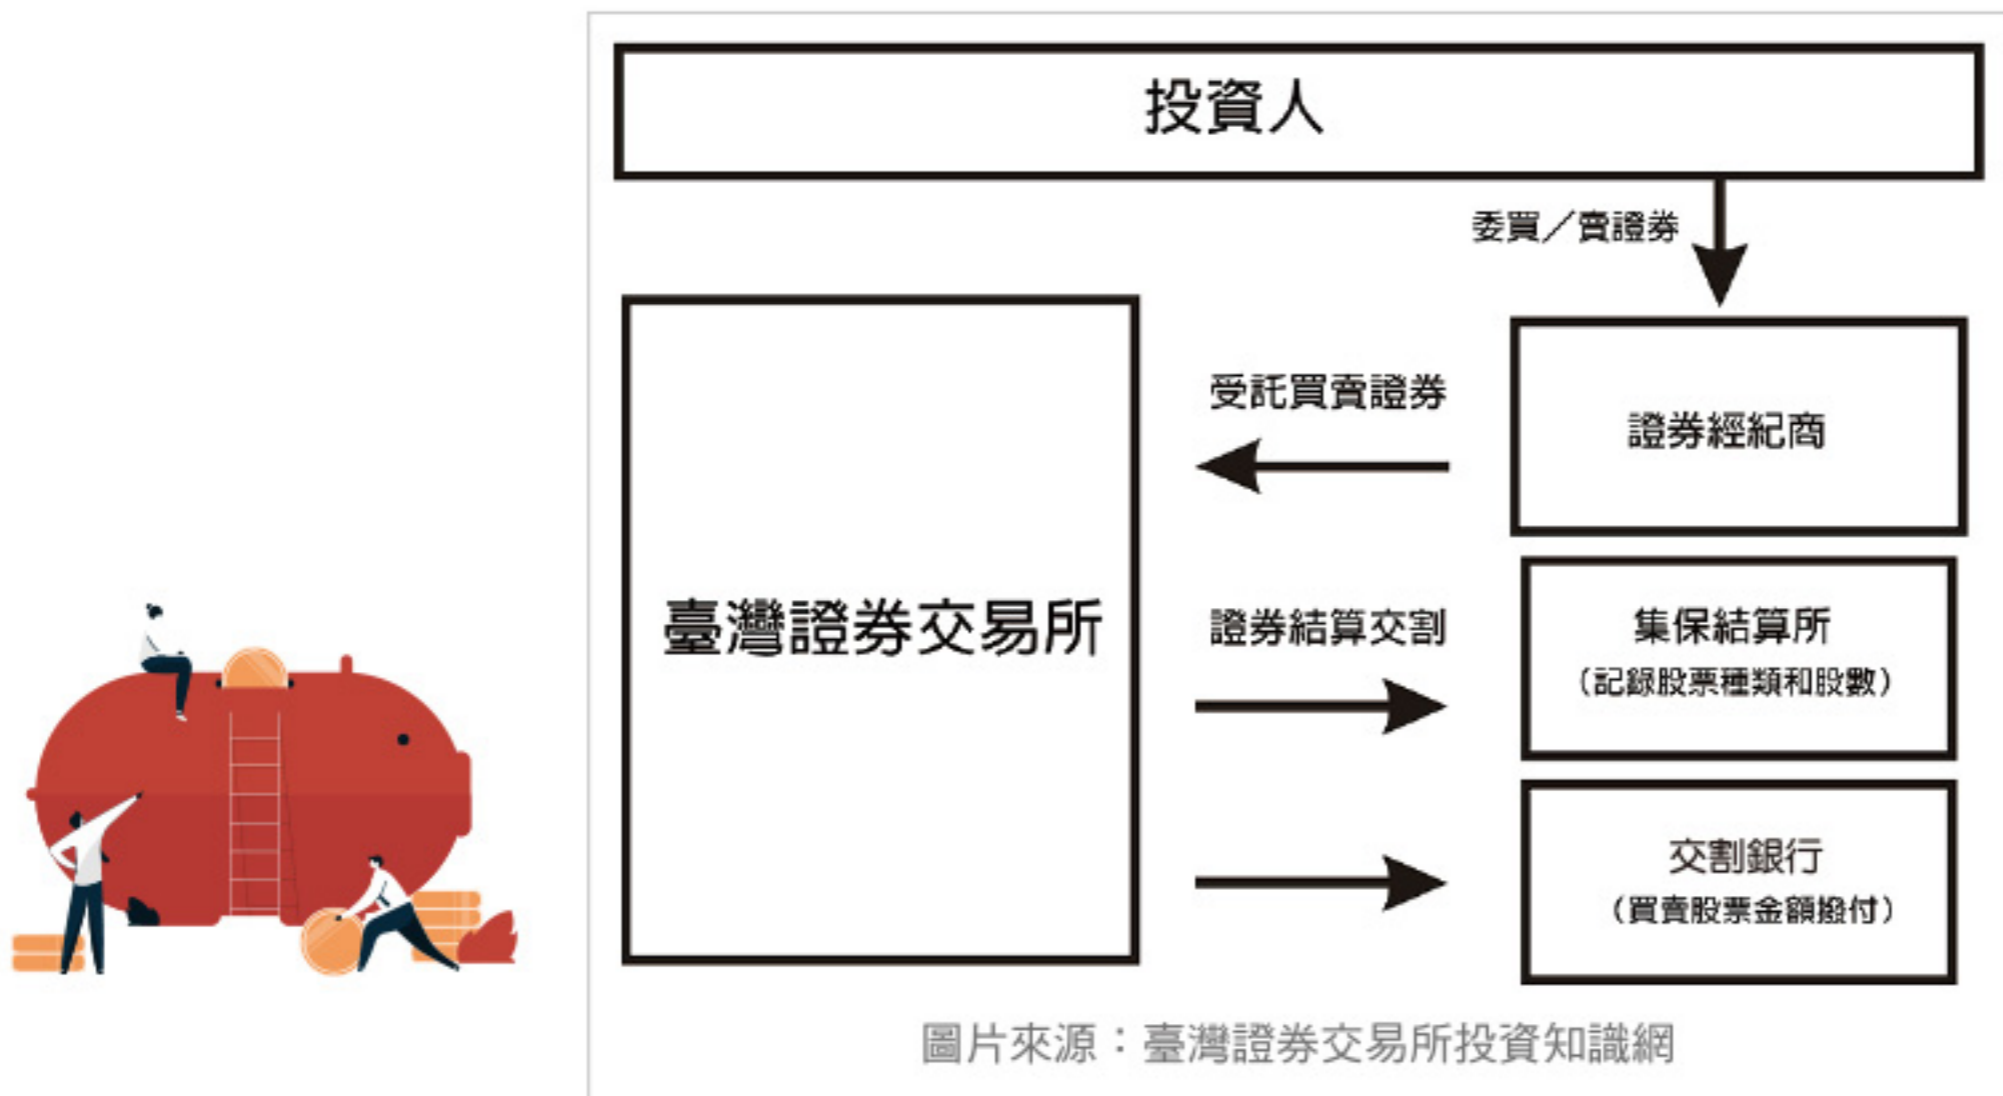 投資人
委買／賣證券
受託買賣證券
證券經紀商
臺灣證券交易所
證券結算交割
集保結算所
（記錄股票種類和股數）
交割銀行
（買賣股票金額撥付）
圖片來源：臺灣證券交易所投資知識網